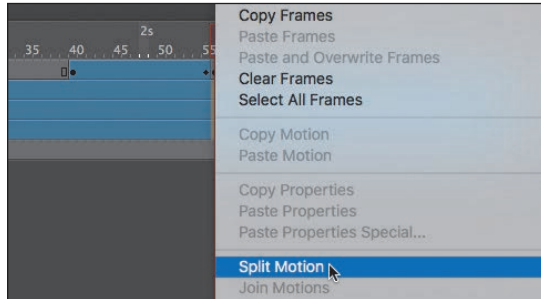 Copy Frames
2s
Paste Frames
35 40 45 50 55
Paste and Overwrite Frames
Clear Frames
Select All Frames
Copy Motion
Paste Motion
Copy Properties
Paste Properties
Paste Properties Special...
Split Motion
Join Motions